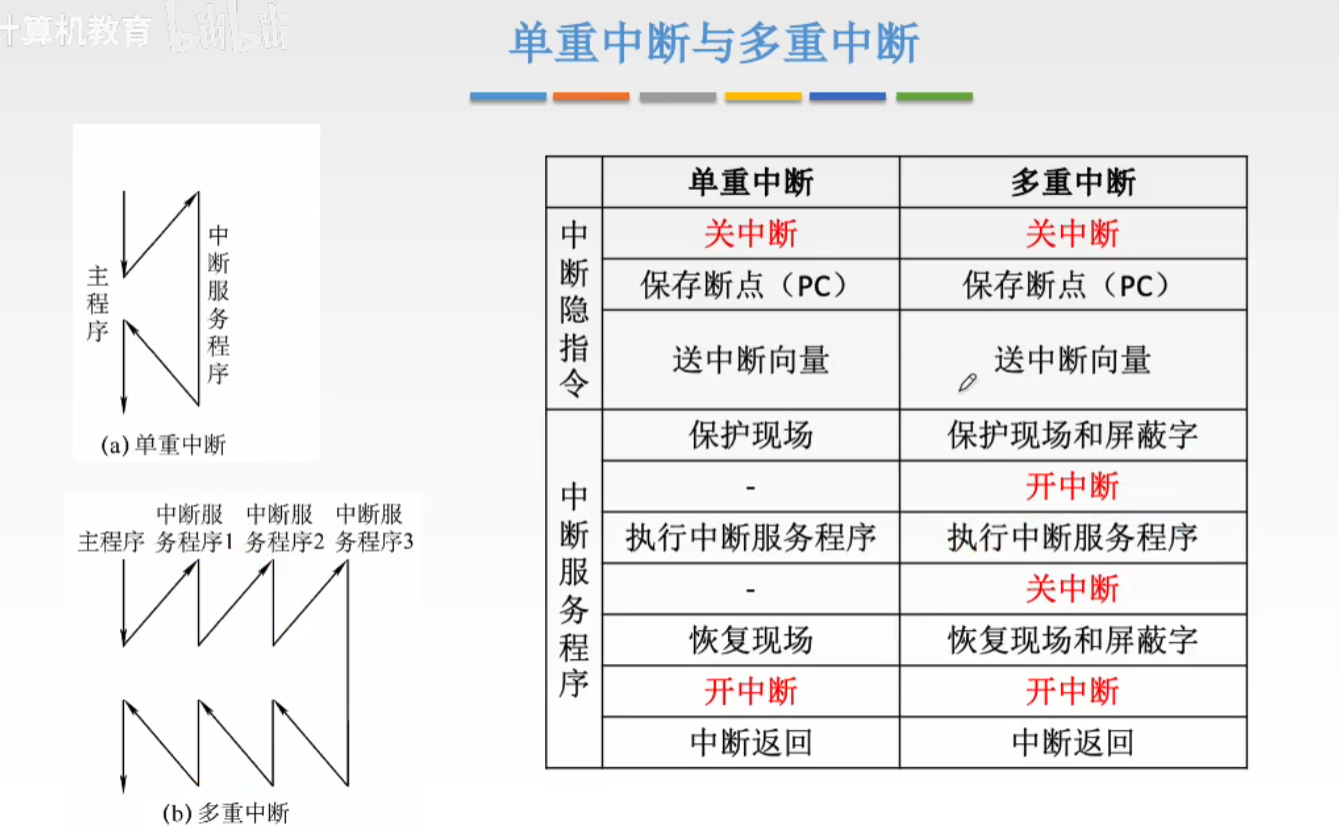 计算机教育 bilibili
单重中断与多重中断
主程序
中断服务程序
(a) 单重中断
主程序 中断服务程序1 中断服务程序2 中断服务程序3
(b) 多重中断
单重中断 多重中断
中断隐指令
关中断 关中断
保存断点（PC） 保存断点（PC）
送中断向量 送中断向量
中断服务程序
保护现场 保护现场和屏蔽字
- 开中断
执行中断服务程序 执行中断服务程序
- 关中断
恢复现场 恢复现场和屏蔽字
开中断 开中断
中断返回 中断返回